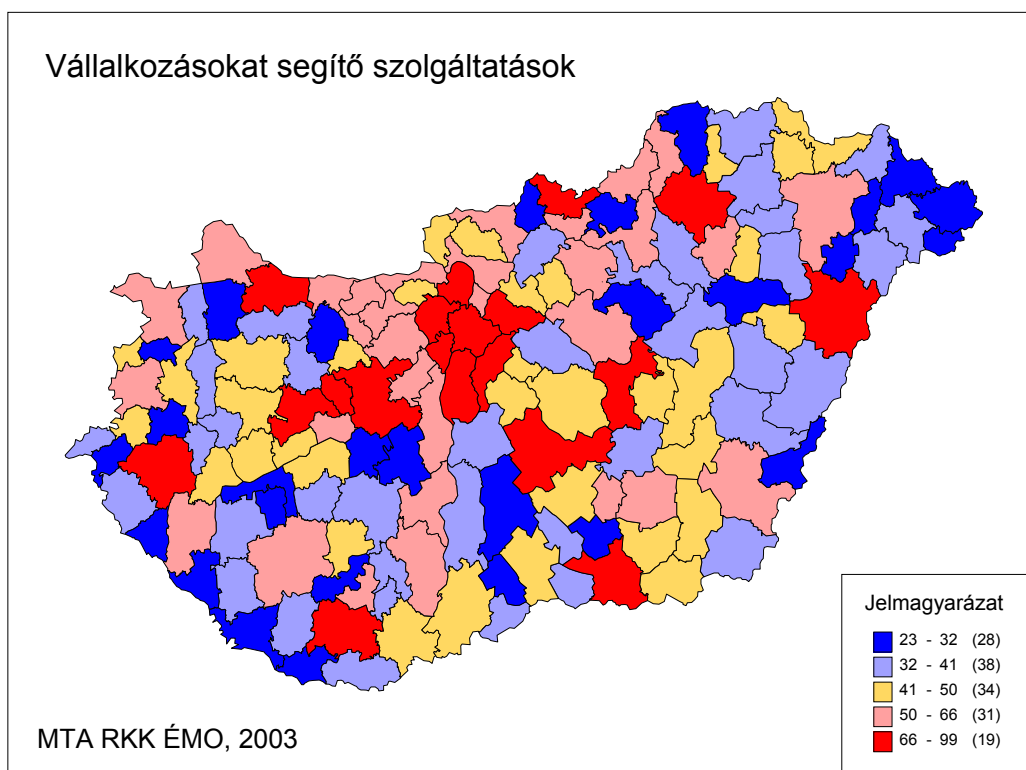 Vállalkozásokat segítő szolgáltatások
Jelmagyarázat
23 - 32 (28)
32 - 41 (38)
41 - 50 (34)
50 - 66 (31)
66 - 99 (19)
MTA RKK ÉMO, 2003